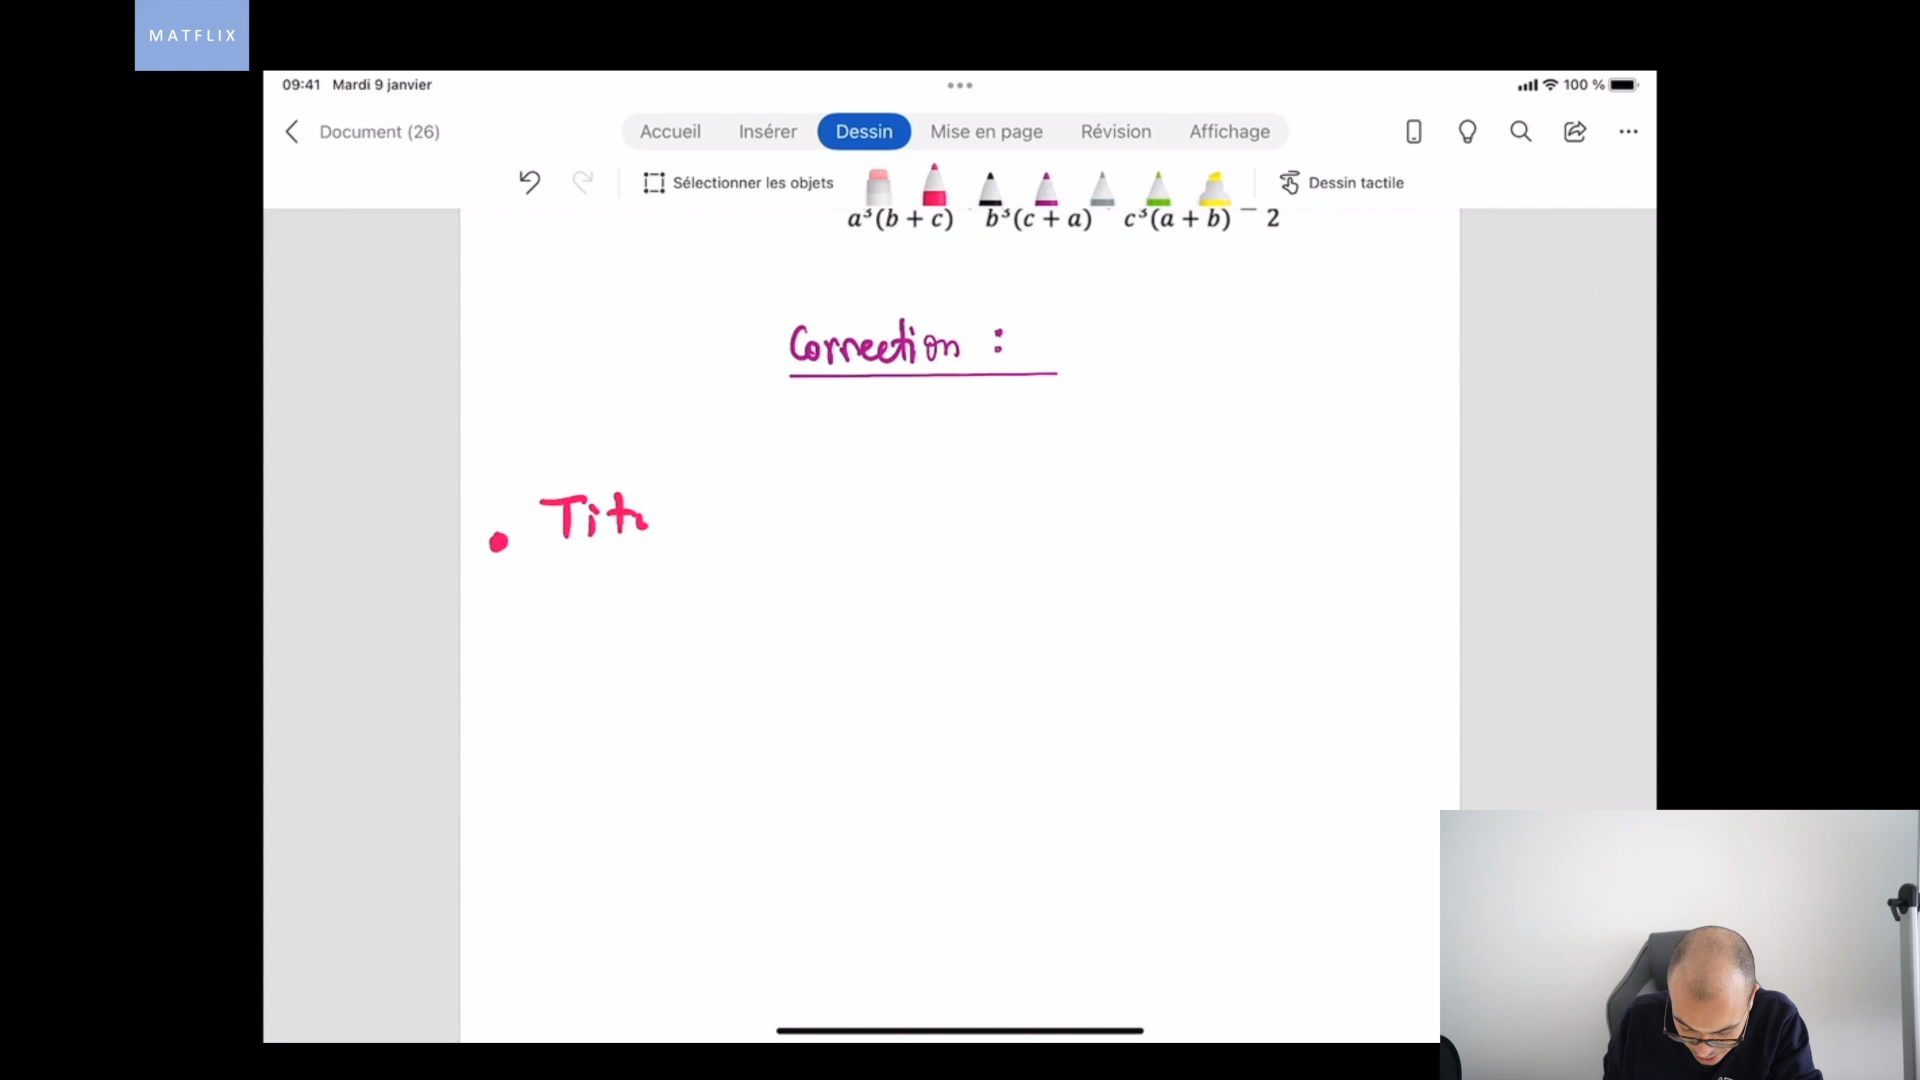 MATFLIX
09:41 Mardi 9 janvier
100 %
Document (26)
Accueil Insérer Dessin Mise en page Révision Affichage
Sélectionner les objets
Dessin tactile
a³(b + c) b³(c + a) c³(a + b) 2
Correction :
• Tit